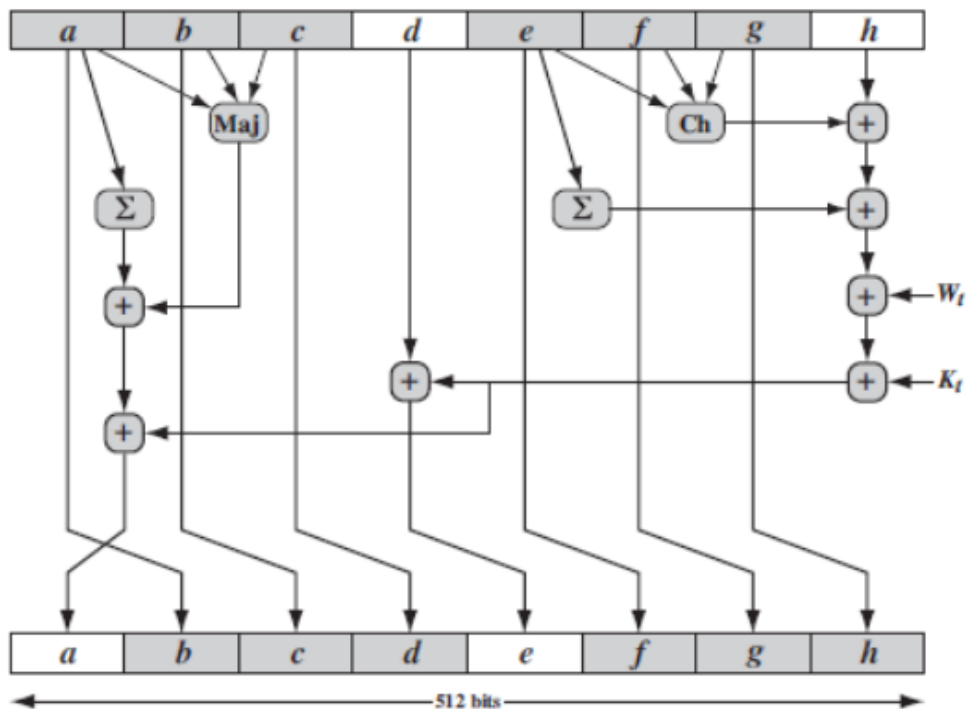 a b c d e f g h
Maj Ch +
Σ Σ +
+ + W_t
+ + K_t
+
a b c d e f g h
512 bits